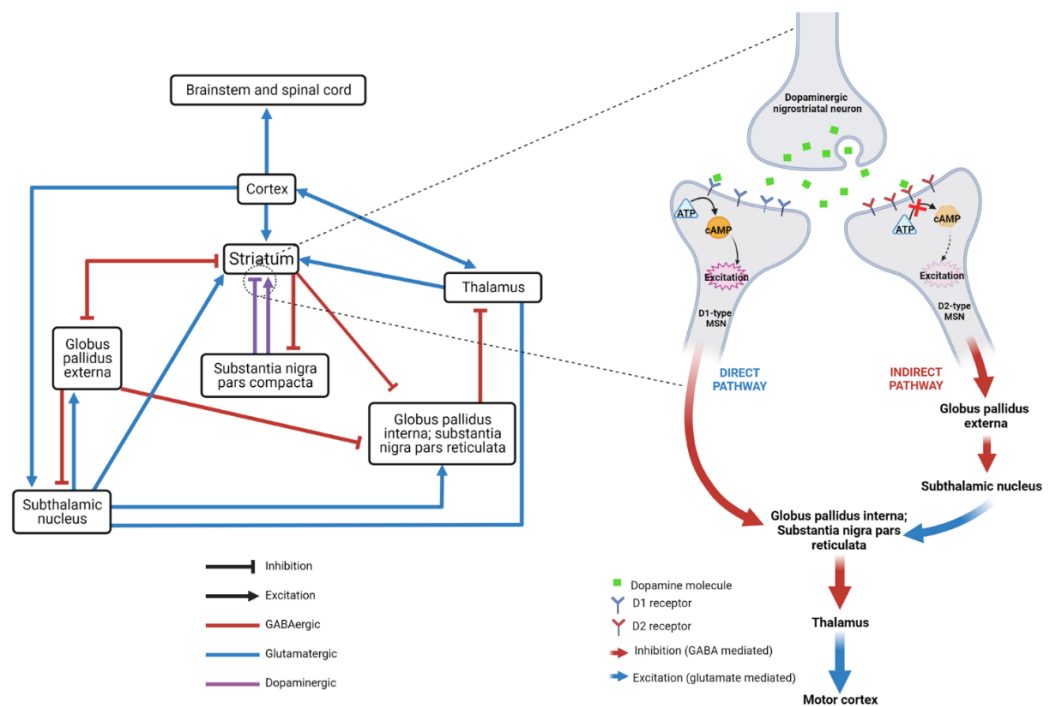 Brainstem and spinal cord
Cortex
Striatum
Thalamus
Globus
pallidus
externa
Substantia nigra
pars compacta
Globus pallidus
interna; substantia
nigra pars reticulata
Subthalamic
nucleus
Inhibition
Excitation
GABAergic
Glutamatergic
Dopaminergic
Dopaminergic
nigrostriatal neuron
ATP
cAMP
Excitation
D1-type
MSN
ATP
cAMP
Excitation
D2-type
MSN
DIRECT
PATHWAY
INDIRECT
PATHWAY
Globus pallidus
externa
Subthalamic nucleus
Globus pallidus interna;
Substantia nigra pars
reticulata
Thalamus
Motor cortex
Dopamine molecule
D1 receptor
D2 receptor
Inhibition (GABA mediated)
Excitation (glutamate mediated)